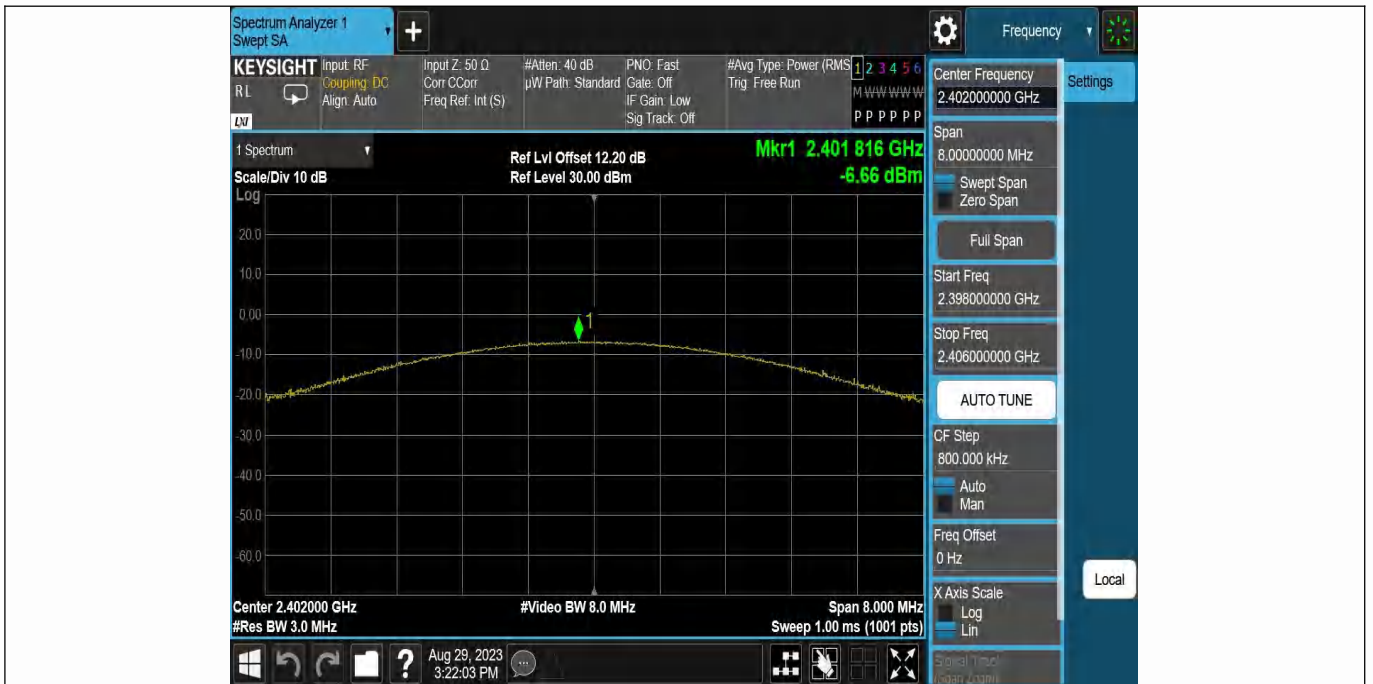 Spectrum Analyzer 1
Swept SA
+
Frequency
KEYSIGHT
RL
LXI
Input: RF
Coupling: DC
Align: Auto
Input Z: 50 Ω
Corr CCorr
Freq Ref: Int (S)
#Atten: 40 dB
µW Path: Standard
PNO: Fast
Gate: Off
IF Gain: Low
Sig Track: Off
#Avg Type: Power (RMS
Trig: Free Run
1 2 3 4 5 6
M W W W W W
P P P P P P
1 Spectrum
Scale/Div 10 dB
Log
Ref Lvl Offset 12.20 dB
Ref Level 30.00 dBm
Mkr1 2.401 816 GHz
-6.66 dBm
20.0
10.0
0.00
1
-10.0
-20.0
-30.0
-40.0
-50.0
-60.0
Center 2.402000 GHz
#Video BW 8.0 MHz
Span 8.000 MHz
#Res BW 3.0 MHz
Sweep 1.00 ms (1001 pts)
?
Aug 29, 2023
3:22:03 PM
Center Frequency
2.402000000 GHz
Settings
Span
8.00000000 MHz
Swept Span
Zero Span
Full Span
Start Freq
2.398000000 GHz
Stop Freq
2.406000000 GHz
AUTO TUNE
CF Step
800.000 kHz
Auto
Man
Freq Offset
0 Hz
X Axis Scale
Log
Lin
Local
Signal Track
(Span Zoom)